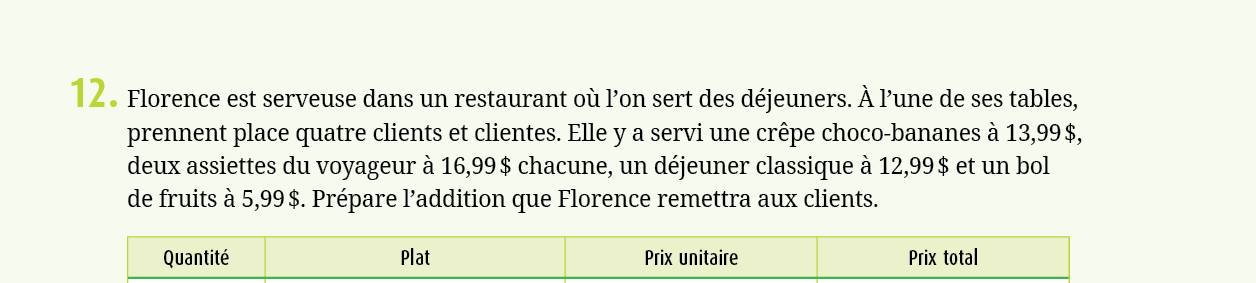 12. Florence est serveuse dans un restaurant où l’on sert des déjeuners. À l’une de ses tables,
prennent place quatre clients et clientes. Elle y a servi une crêpe choco-bananes à 13,99 $,
deux assiettes du voyageur à 16,99 $ chacune, un déjeuner classique à 12,99 $ et un bol
de fruits à 5,99 $. Prépare l’addition que Florence remettra aux clients.
Quantité Plat Prix unitaire Prix total